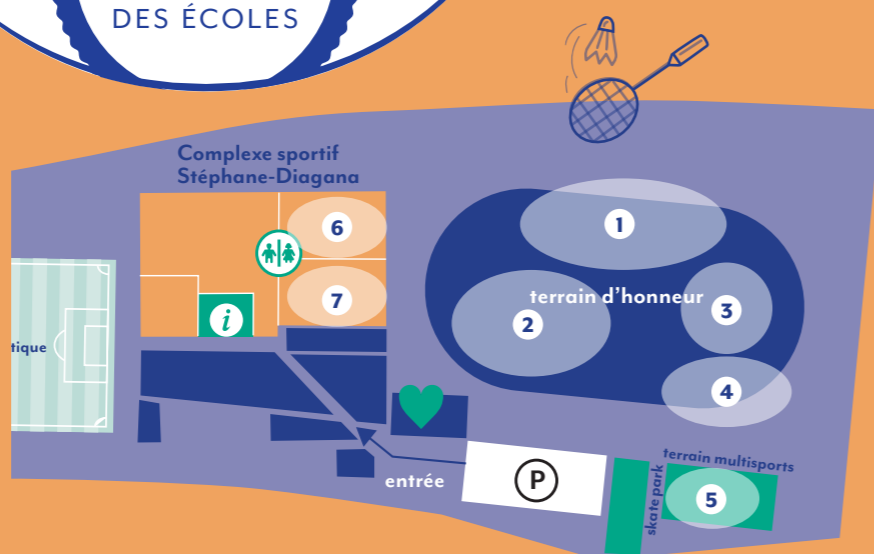 DES ÉCOLES
Complexe sportif
Stéphane-Diagana
6
7
i
tique
1
terrain d'honneur
2
3
4
entrée
P
skate park
terrain multisports
5